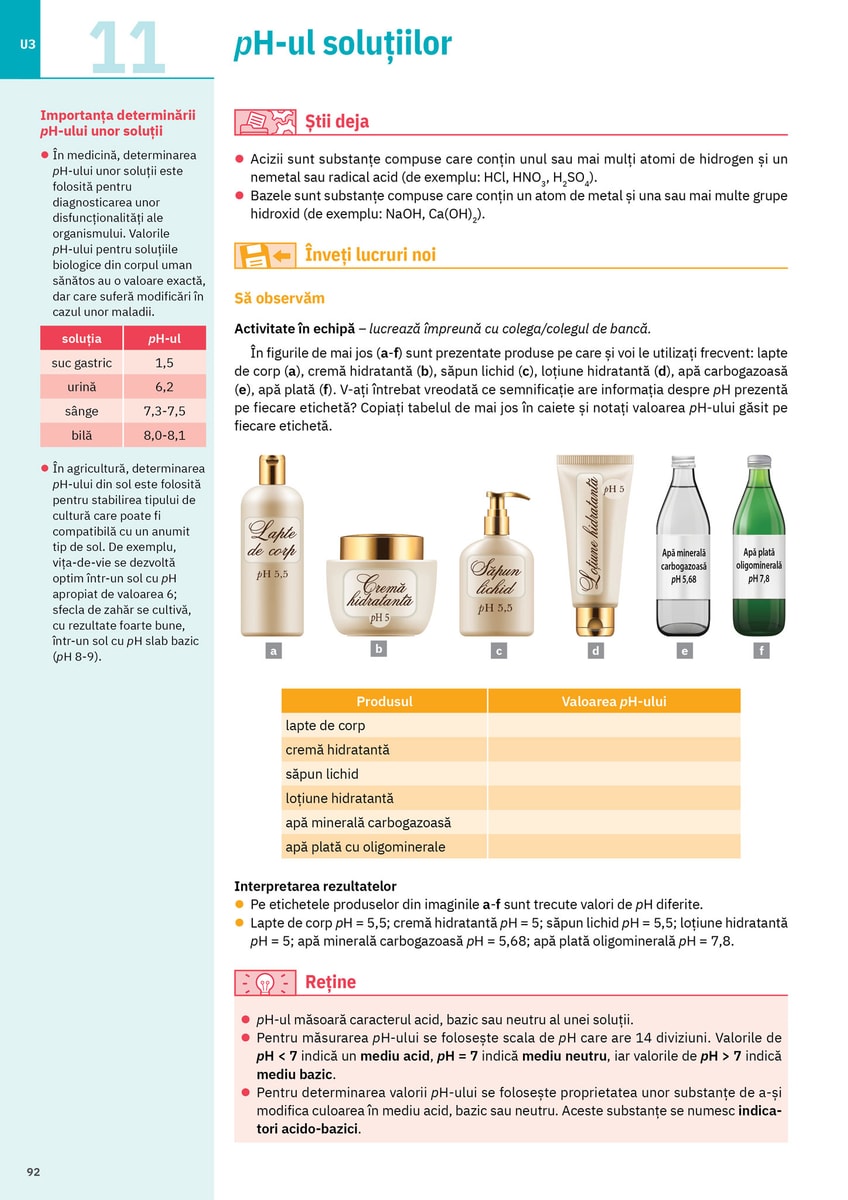 U3
11
pH-ul soluțiilor
Importanța determinării
pH-ului unor soluții
● În medicină, determinarea
pH-ului unor soluții este
folosită pentru
diagnosticarea unor
disfuncționalități ale
organismului. Valorile
pH-ului pentru soluțiile
biologice din corpul uman
sănătos au o valoare exactă,
dar care suferă modificări în
cazul unor maladii.
soluția pH-ul
suc gastric 1,5
urină 6,2
sânge 7,3-7,5
bilă 8,0-8,1
● În agricultură, determinarea
pH-ului din sol este folosită
pentru stabilirea tipului de
cultură care poate fi
compatibilă cu un anumit
tip de sol. De exemplu,
vița-de-vie se dezvoltă
optim într-un sol cu pH
apropiat de valoarea 6;
sfecla de zahăr se cultivă,
cu rezultate foarte bune,
într-un sol cu pH slab bazic
(pH 8-9).
Știi deja
● Acizii sunt substanțe compuse care conțin unul sau mai mulți atomi de hidrogen și un
nemetal sau radical acid (de exemplu: HCl, HNO₃, H₂SO₄).
● Bazele sunt substanțe compuse care conțin un atom de metal și una sau mai multe grupe
hidroxid (de exemplu: NaOH, Ca(OH)₂).
Înveți lucruri noi
Să observăm
Activitate în echipă – lucrează împreună cu colega/colegul de bancă.
În figurile de mai jos (a-f) sunt prezentate produse pe care și voi le utilizați frecvent: lapte
de corp (a), cremă hidratantă (b), săpun lichid (c), loțiune hidratantă (d), apă carbogazoasă
(e), apă plată (f). V-ați întrebat vreodată ce semnificație are informația despre pH prezentă
pe fiecare etichetă? Copiați tabelul de mai jos în caiete și notați valoarea pH-ului găsit pe
fiecare etichetă.
Lapte
de corp
pH 5,5
Cremă
hidratantă
pH 5
Săpun
lichid
pH 5,5
Loțiune hidratantă
pH 5
Apă minerală
carbogazoasă
pH 5,68
Apă plată
oligominerală
pH 7,8
a b c d e f
Produsul Valoarea pH-ului
lapte de corp
cremă hidratantă
săpun lichid
loțiune hidratantă
apă minerală carbogazoasă
apă plată cu oligominerale
Interpretarea rezultatelor
● Pe etichetele produselor din imaginile a-f sunt trecute valori de pH diferite.
● Lapte de corp pH = 5,5; cremă hidratantă pH = 5; săpun lichid pH = 5,5; loțiune hidratantă
pH = 5; apă minerală carbogazoasă pH = 5,68; apă plată oligominerală pH = 7,8.
Reține
● pH-ul măsoară caracterul acid, bazic sau neutru al unei soluții.
● Pentru măsurarea pH-ului se folosește scala de pH care are 14 diviziuni. Valorile de
pH < 7 indică un mediu acid, pH = 7 indică mediu neutru, iar valorile de pH > 7 indică
mediu bazic.
● Pentru determinarea valorii pH-ului se folosește proprietatea unor substanțe de a-și
modifica culoarea în mediu acid, bazic sau neutru. Aceste substanțe se numesc indica-
tori acido-bazici.
92